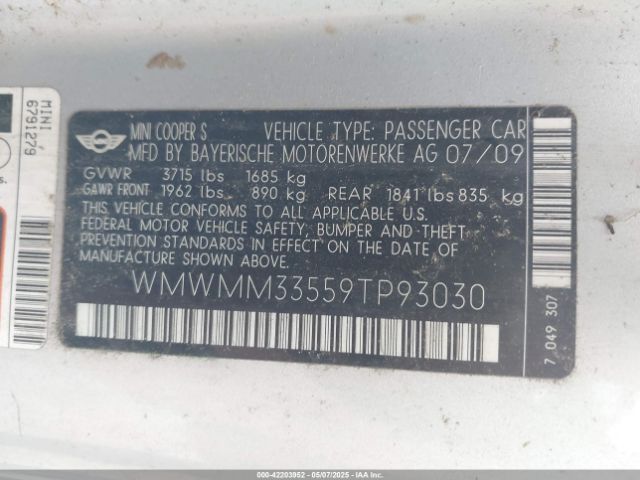 MINI
6791279
MINI COOPER S VEHICLE TYPE: PASSENGER CAR
MFD BY BAYERISCHE MOTORENWERKE AG 07/09
GVWR 3715 lbs 1685 kg
GAWR FRONT 1962 lbs 890 kg REAR 1841 lbs 835 kg
THIS VEHICLE CONFORMS TO ALL APPLICABLE U.S.
FEDERAL MOTOR VEHICLE SAFETY, BUMPER AND THEFT
PREVENTION STANDARDS IN EFFECT ON THE DATE OF
MANUFACTURE SHOWN ABOVE.
WMWMM33559TP93030
7 049 307
000-42203952 - 05/07/2025 - IAAI.COM